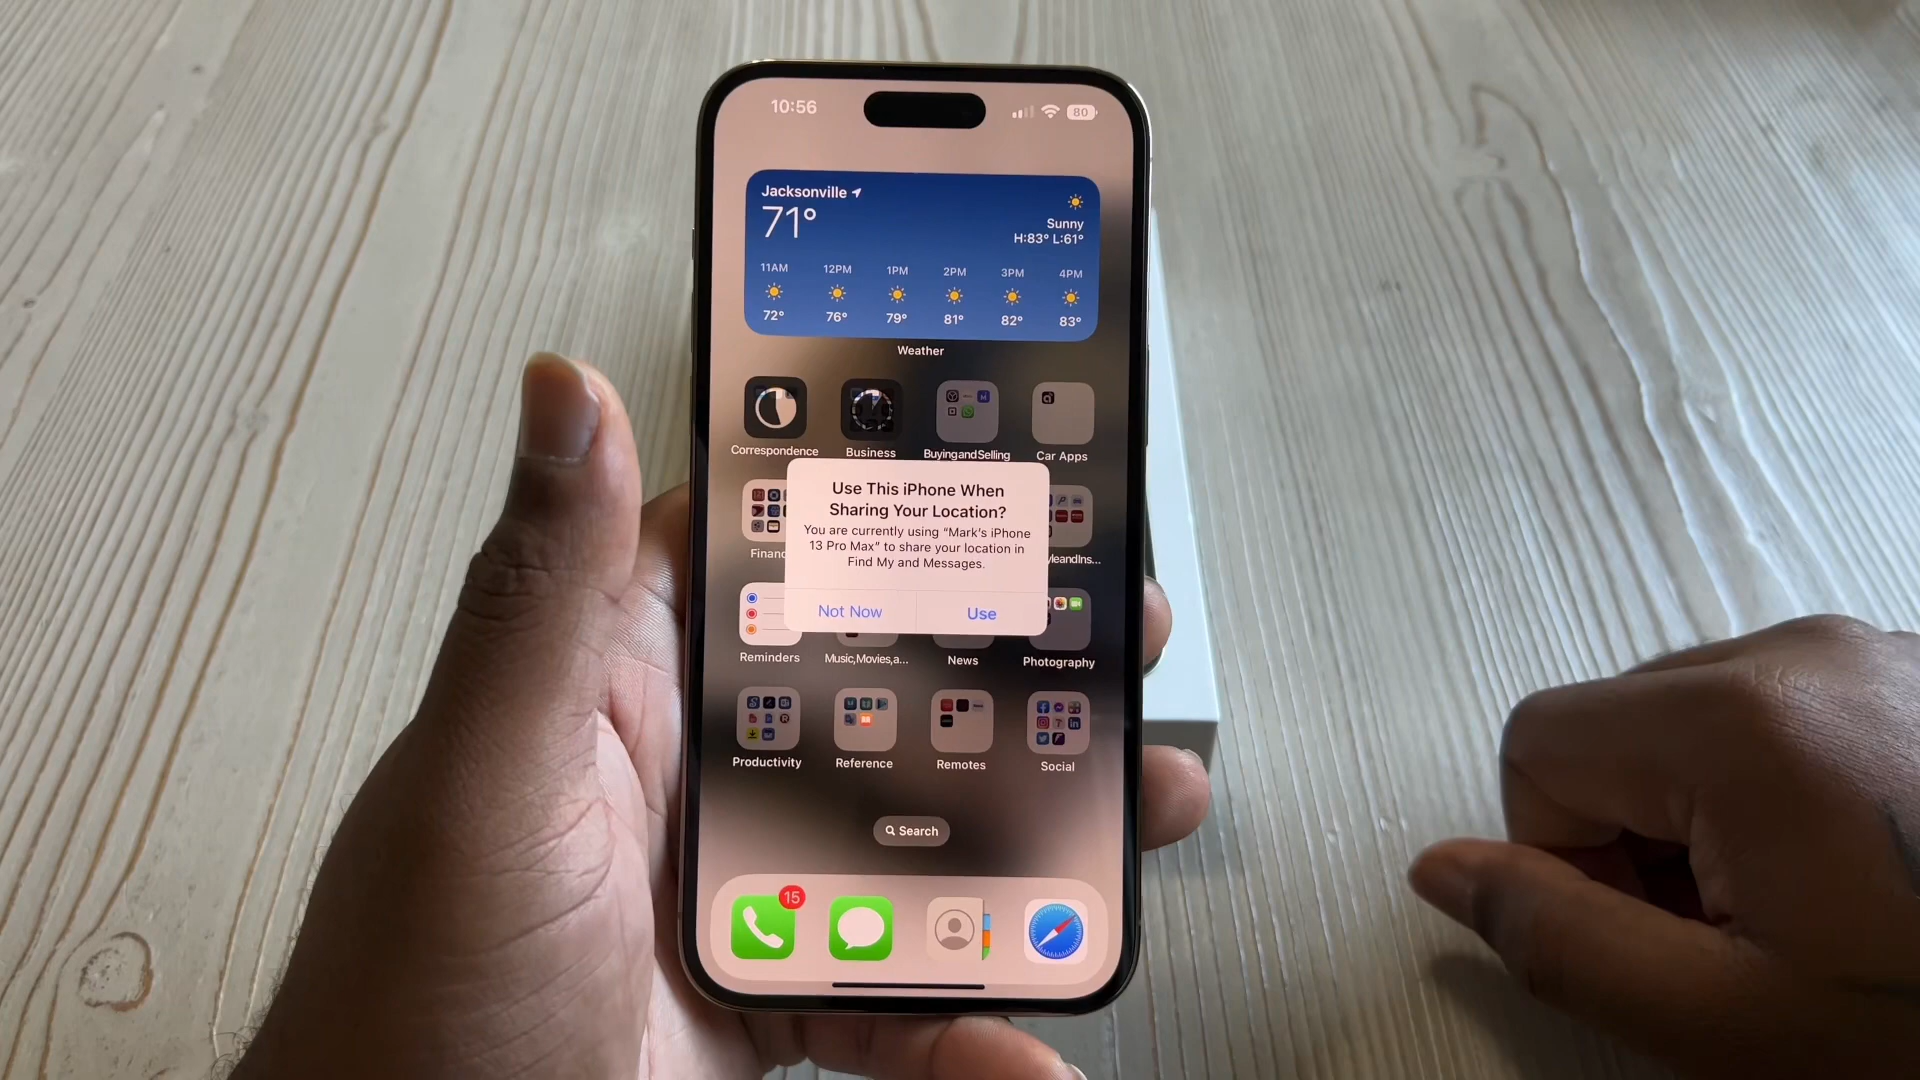 10:56
80
Jacksonville
71°
Sunny
H:83° L:61°
11AM 12PM 1PM 2PM 3PM 4PM
72° 76° 79° 81° 82° 83°
Weather
Correspondence Business BuyingandSelling Car Apps
Use This iPhone When
Sharing Your Location?
You are currently using “Mark’s iPhone
13 Pro Max” to share your location in
Find My and Messages.
Not Now Use
Financ
yleandIns...
Reminders Music,Movies,a... News Photography
Productivity Reference Remotes Social
Search
15